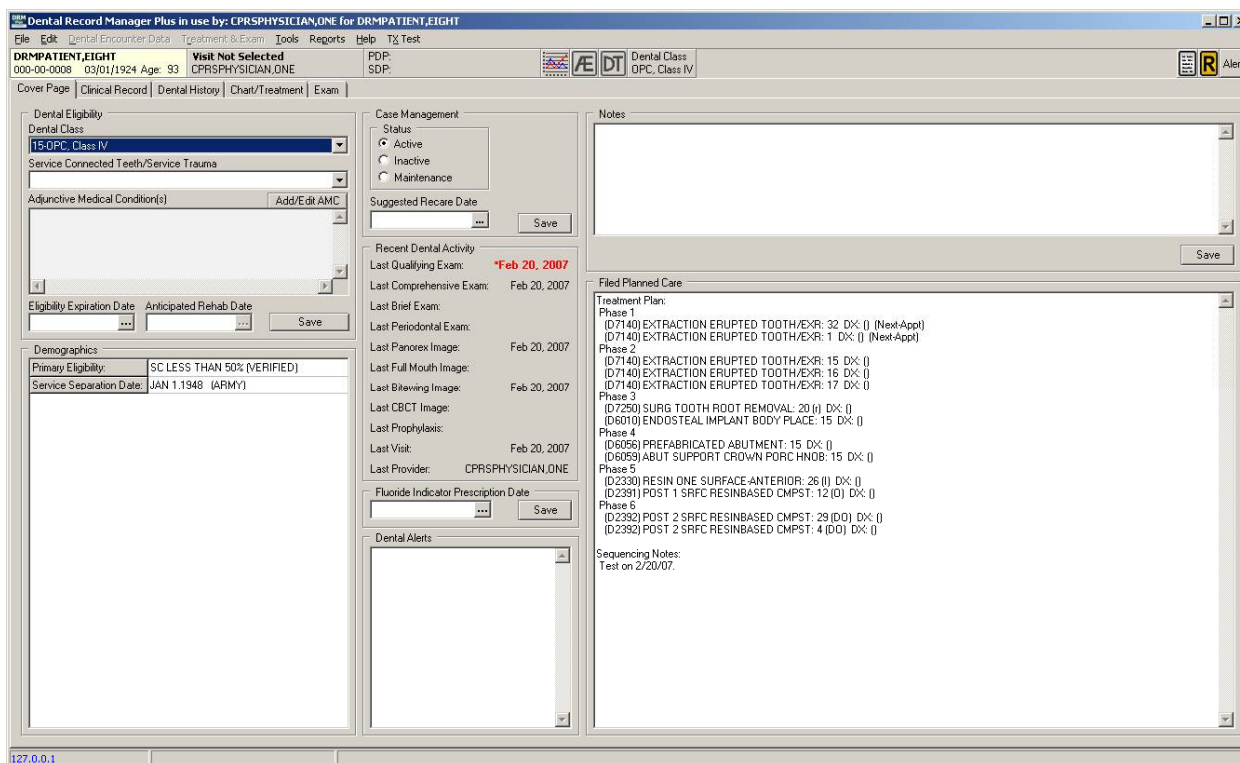 Dental Record Manager Plus in use by: CPRSPHYSICIAN,ONE for DRMPATIENT,EIGHT
File Edit Dental Encounter Data Treatment & Exam Tools Reports Help TX Test
DRMPATIENT,EIGHT Visit Not Selected PDP:
000-00-0008 03/01/1924 Age: 93 CPRSPHYSICIAN,ONE SDP:
Æ DT Dental Class
OPC, Class IV
R Aler
Cover Page Clinical Record Dental History Chart/Treatment Exam
Dental Eligibility
Dental Class
15-OPC, Class IV
Service Connected Teeth/Service Trauma
Adjunctive Medical Condition(s) Add/Edit AMC
Eligibility Expiration Date Anticipated Rehab Date
... ... Save
Demographics
Primary Eligibility: SC LESS THAN 50% (VERIFIED)
Service Separation Date: JAN 1.1948 (ARMY)
Case Management
Status
Active
Inactive
Maintenance
Suggested Recare Date
... Save
Recent Dental Activity
Last Qualifying Exam: *Feb 20, 2007
Last Comprehensive Exam: Feb 20, 2007
Last Brief Exam:
Last Periodontal Exam:
Last Panorex Image: Feb 20, 2007
Last Full Mouth Image:
Last Bitewing Image: Feb 20, 2007
Last CBCT Image:
Last Prophylaxis:
Last Visit: Feb 20, 2007
Last Provider: CPRSPHYSICIAN,ONE
Fluoride Indicator Prescription Date
... Save
Dental Alerts
Notes
Save
Filed Planned Care
Treatment Plan:
Phase 1
(D7140) EXTRACTION ERUPTED TOOTH/EXR: 32 DX: () (Next-Appt)
(D7140) EXTRACTION ERUPTED TOOTH/EXR: 1 DX: () (Next-Appt)
Phase 2
(D7140) EXTRACTION ERUPTED TOOTH/EXR: 15 DX: ()
(D7140) EXTRACTION ERUPTED TOOTH/EXR: 16 DX: ()
(D7140) EXTRACTION ERUPTED TOOTH/EXR: 17 DX: ()
Phase 3
(D7250) SURG TOOTH ROOT REMOVAL: 20 (r) DX: ()
(D6010) ENDOSTEAL IMPLANT BODY PLACE: 15 DX: ()
Phase 4
(D6056) PREFABRICATED ABUTMENT: 15 DX: ()
(D6059) ABUT SUPPORT CROWN PORC HNOB: 15 DX: ()
Phase 5
(D2330) RESIN ONE SURFACE-ANTERIOR: 26 (I) DX: ()
(D2391) POST 1 SRFC RESINBASED CMPST: 12 (O) DX: ()
Phase 6
(D2392) POST 2 SRFC RESINBASED CMPST: 29 (DO) DX: ()
(D2392) POST 2 SRFC RESINBASED CMPST: 4 (DO) DX: ()
Sequencing Notes:
Test on 2/20/07.
127.0.0.1